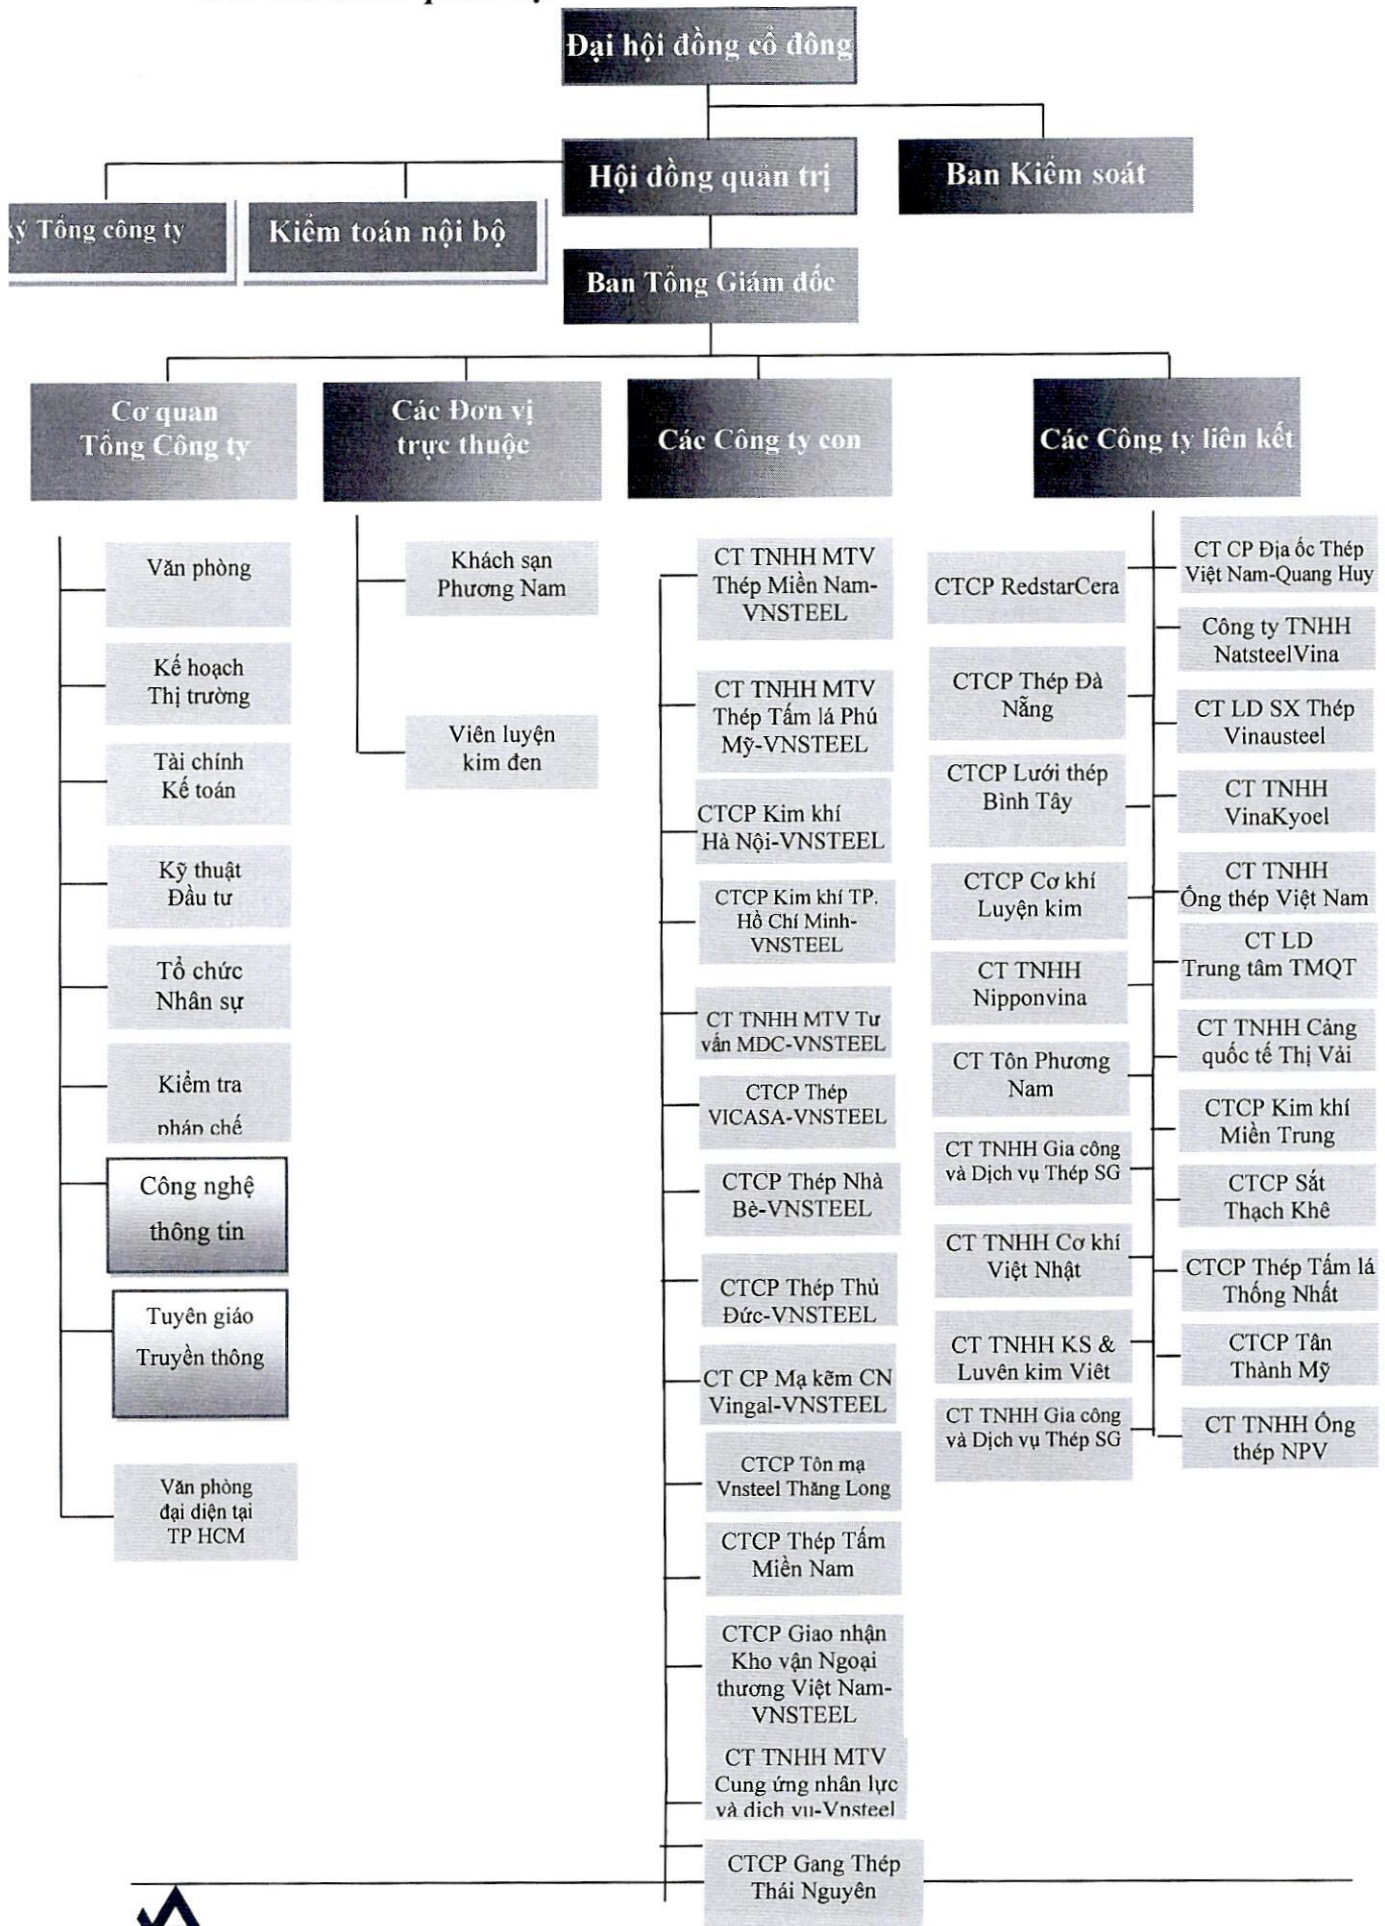 Đại hội đồng cổ đông
Hội đồng quản trị
Ban Kiểm soát
ký Tổng công ty
Kiểm toán nội bộ
Ban Tổng Giám đốc
Cơ quan
Tổng Công ty
Các Đơn vị
trực thuộc
Các Công ty con
Các Công ty liên kết
Văn phòng
Kế hoạch
Thị trường
Tài chính
Kế toán
Kỹ thuật
Đầu tư
Tổ chức
Nhân sự
Kiểm tra
pháp chế
Công nghệ
thông tin
Tuyên giáo
Truyền thông
Văn phòng
đại diện tại
TP HCM
Khách sạn
Phương Nam
Viên luyện
kim đen
CT TNHH MTV
Thép Miền Nam-
VNSTEEL
CT TNHH MTV
Thép Tấm lá Phú
Mỹ-VNSTEEL
CTCP Kim khí
Hà Nội-VNSTEEL
CTCP Kim khí TP.
Hồ Chí Minh-
VNSTEEL
CT TNHH MTV Tư
vấn MDC-VNSTEEL
CTCP Thép
VICASA-VNSTEEL
CTCP Thép Nhà
Bè-VNSTEEL
CTCP Thép Thủ
Đức-VNSTEEL
CT CP Mạ kẽm CN
Vingal-VNSTEEL
CTCP Tôn mạ
Vnsteel Thăng Long
CTCP Thép Tấm
Miền Nam
CTCP Giao nhận
Kho vận Ngoại
thương Việt Nam-
VNSTEEL
CT TNHH MTV
Cung ứng nhân lực
và dịch vụ-Vnsteel
CTCP Gang Thép
Thái Nguyên
CTCP RedstarCera
CTCP Thép Đà
Nẵng
CTCP Lưới thép
Bình Tây
CTCP Cơ khí
Luyện kim
CT TNHH
Nipponvina
CT Tôn Phương
Nam
CT TNHH Gia công
và Dịch vụ Thép SG
CT TNHH Cơ khí
Việt Nhật
CT TNHH KS &
Luyên kim Việt
CT TNHH Gia công
và Dịch vụ Thép SG
CT CP Địa ốc Thép
Việt Nam-Quang Huy
Công ty TNHH
NatsteelVina
CT LD SX Thép
Vinausteel
CT TNHH
VinaKyoel
CT TNHH
Ống thép Việt Nam
CT LD
Trung tâm TMQT
CT TNHH Cảng
quốc tế Thị Vải
CTCP Kim khí
Miền Trung
CTCP Sắt
Thạch Khê
CTCP Thép Tấm lá
Thống Nhất
CTCP Tân
Thành Mỹ
CT TNHH Ống
thép NPV